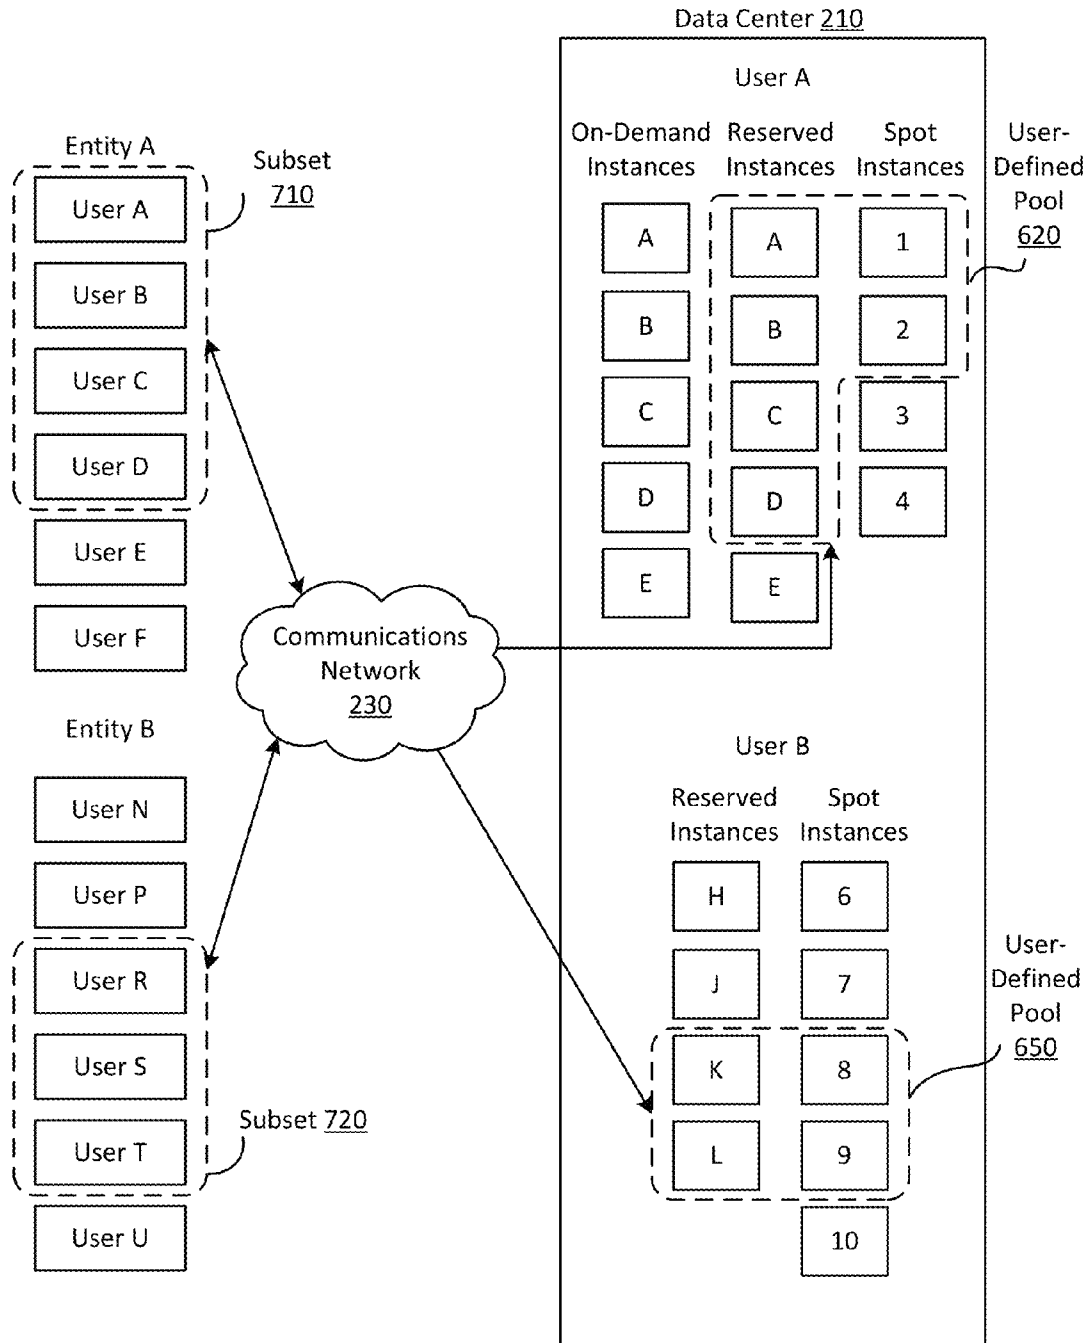 Data Center 210
User A
On-Demand
Instances
Reserved
Instances
Spot
Instances
User-
Defined
Pool
620
A
B
C
D
E
A
B
C
D
E
1
2
3
4
Entity A
Subset
710
User A
User B
User C
User D
User E
User F
Communications
Network
230
Entity B
User N
User P
User R
User S
User T
User U
Subset 720
User B
Reserved
Instances
Spot
Instances
H
J
K
L
6
7
8
9
10
User-
Defined
Pool
650